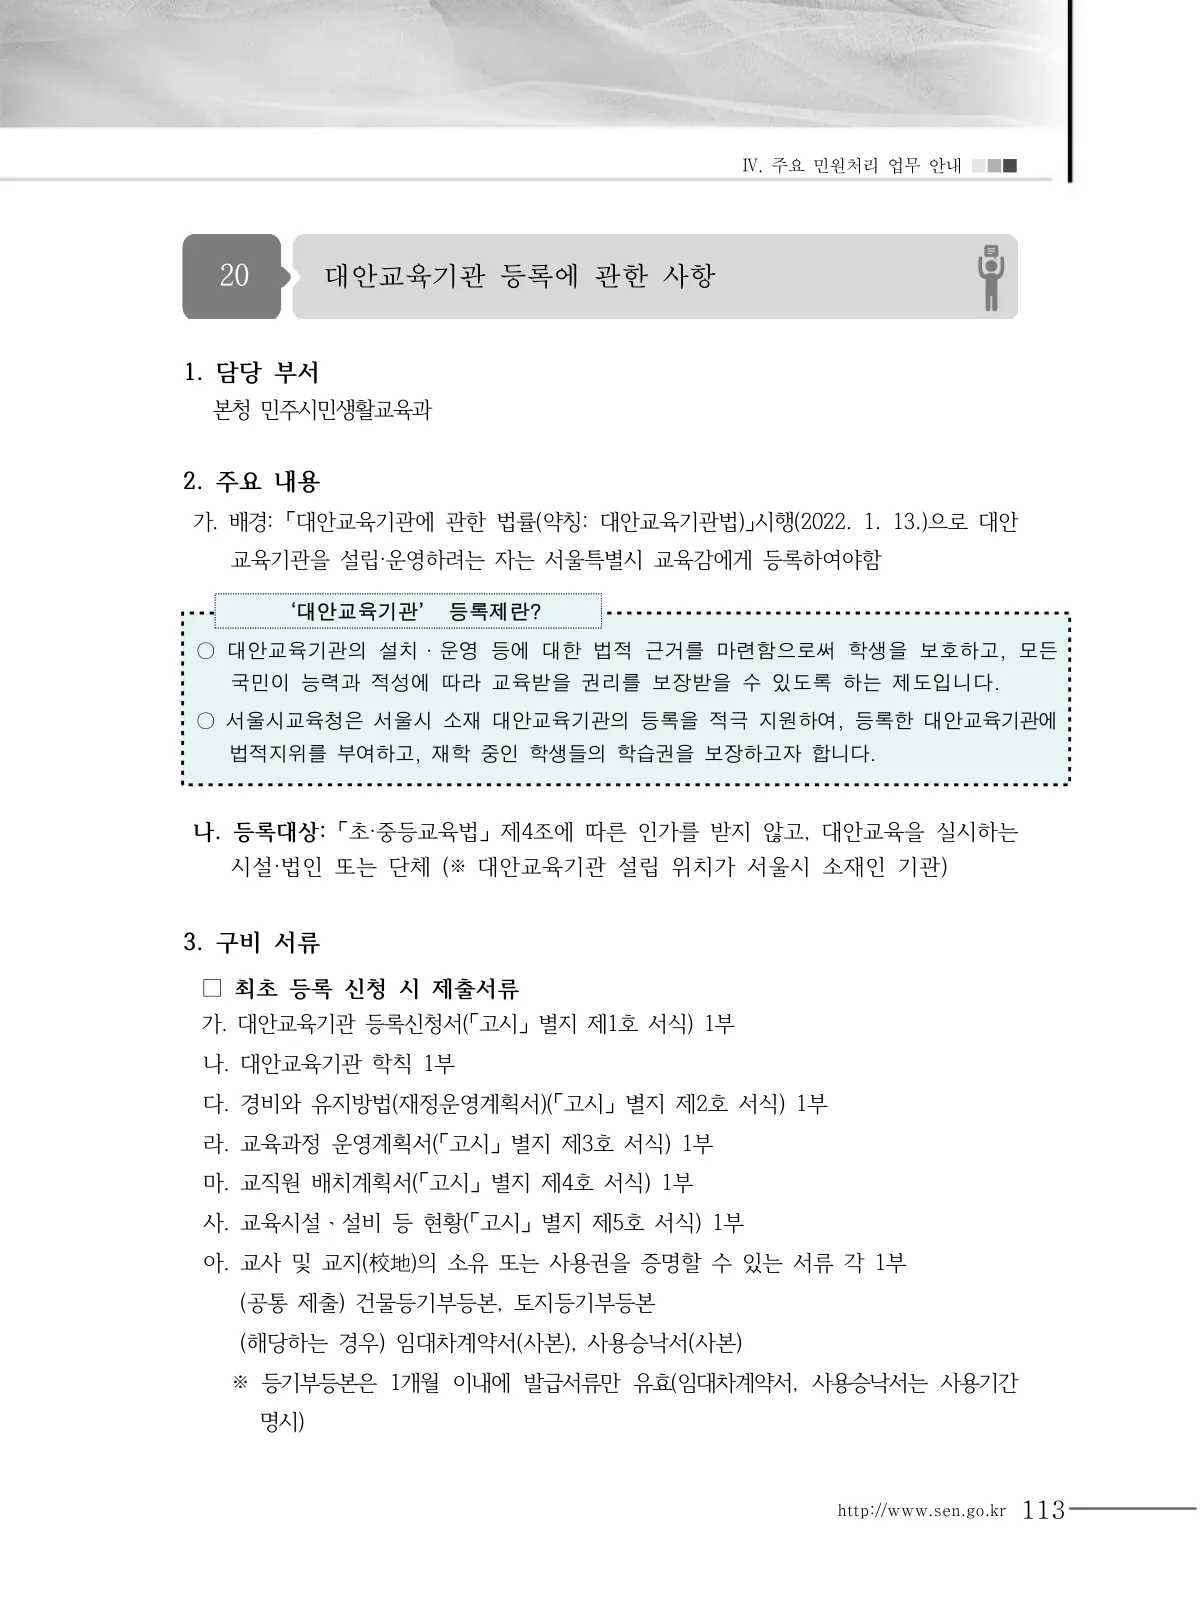 Ⅳ. 주요 민원처리 업무 안내
20
대안교육기관 등록에 관한 사항
1. 담당 부서
본청 민주시민생활교육과
2. 주요 내용
가. 배경: ｢대안교육기관에 관한 법률(약칭: 대안교육기관법)｣시행(2022. 1. 13.)으로 대안
교육기관을 설립·운영하려는 자는 서울특별시 교육감에게 등록하여야함
‘대안교육기관’ 등록제란?
○ 대안교육기관의 설치‧운영 등에 대한 법적 근거를 마련함으로써 학생을 보호하고, 모든
국민이 능력과 적성에 따라 교육받을 권리를 보장받을 수 있도록 하는 제도입니다.
○ 서울시교육청은 서울시 소재 대안교육기관의 등록을 적극 지원하여, 등록한 대안교육기관에
법적지위를 부여하고, 재학 중인 학생들의 학습권을 보장하고자 합니다.
나. 등록대상: ｢초·중등교육법｣ 제4조에 따른 인가를 받지 않고, 대안교육을 실시하는
시설·법인 또는 단체 (※ 대안교육기관 설립 위치가 서울시 소재인 기관)
3. 구비 서류
□ 최초 등록 신청 시 제출서류
가. 대안교육기관 등록신청서(｢고시｣ 별지 제1호 서식) 1부
나. 대안교육기관 학칙 1부
다. 경비와 유지방법(재정운영계획서)(｢고시｣ 별지 제2호 서식) 1부
라. 교육과정 운영계획서(｢고시｣ 별지 제3호 서식) 1부
마. 교직원 배치계획서(｢고시｣ 별지 제4호 서식) 1부
사. 교육시설、설비 등 현황(｢고시｣ 별지 제5호 서식) 1부
아. 교사 및 교지(校地)의 소유 또는 사용권을 증명할 수 있는 서류 각 1부
(공통 제출) 건물등기부등본, 토지등기부등본
(해당하는 경우) 임대차계약서(사본), 사용승낙서(사본)
※ 등기부등본은 1개월 이내에 발급서류만 유효(임대차계약서, 사용승낙서는 사용기간
명시)
http://www.sen.go.kr 113